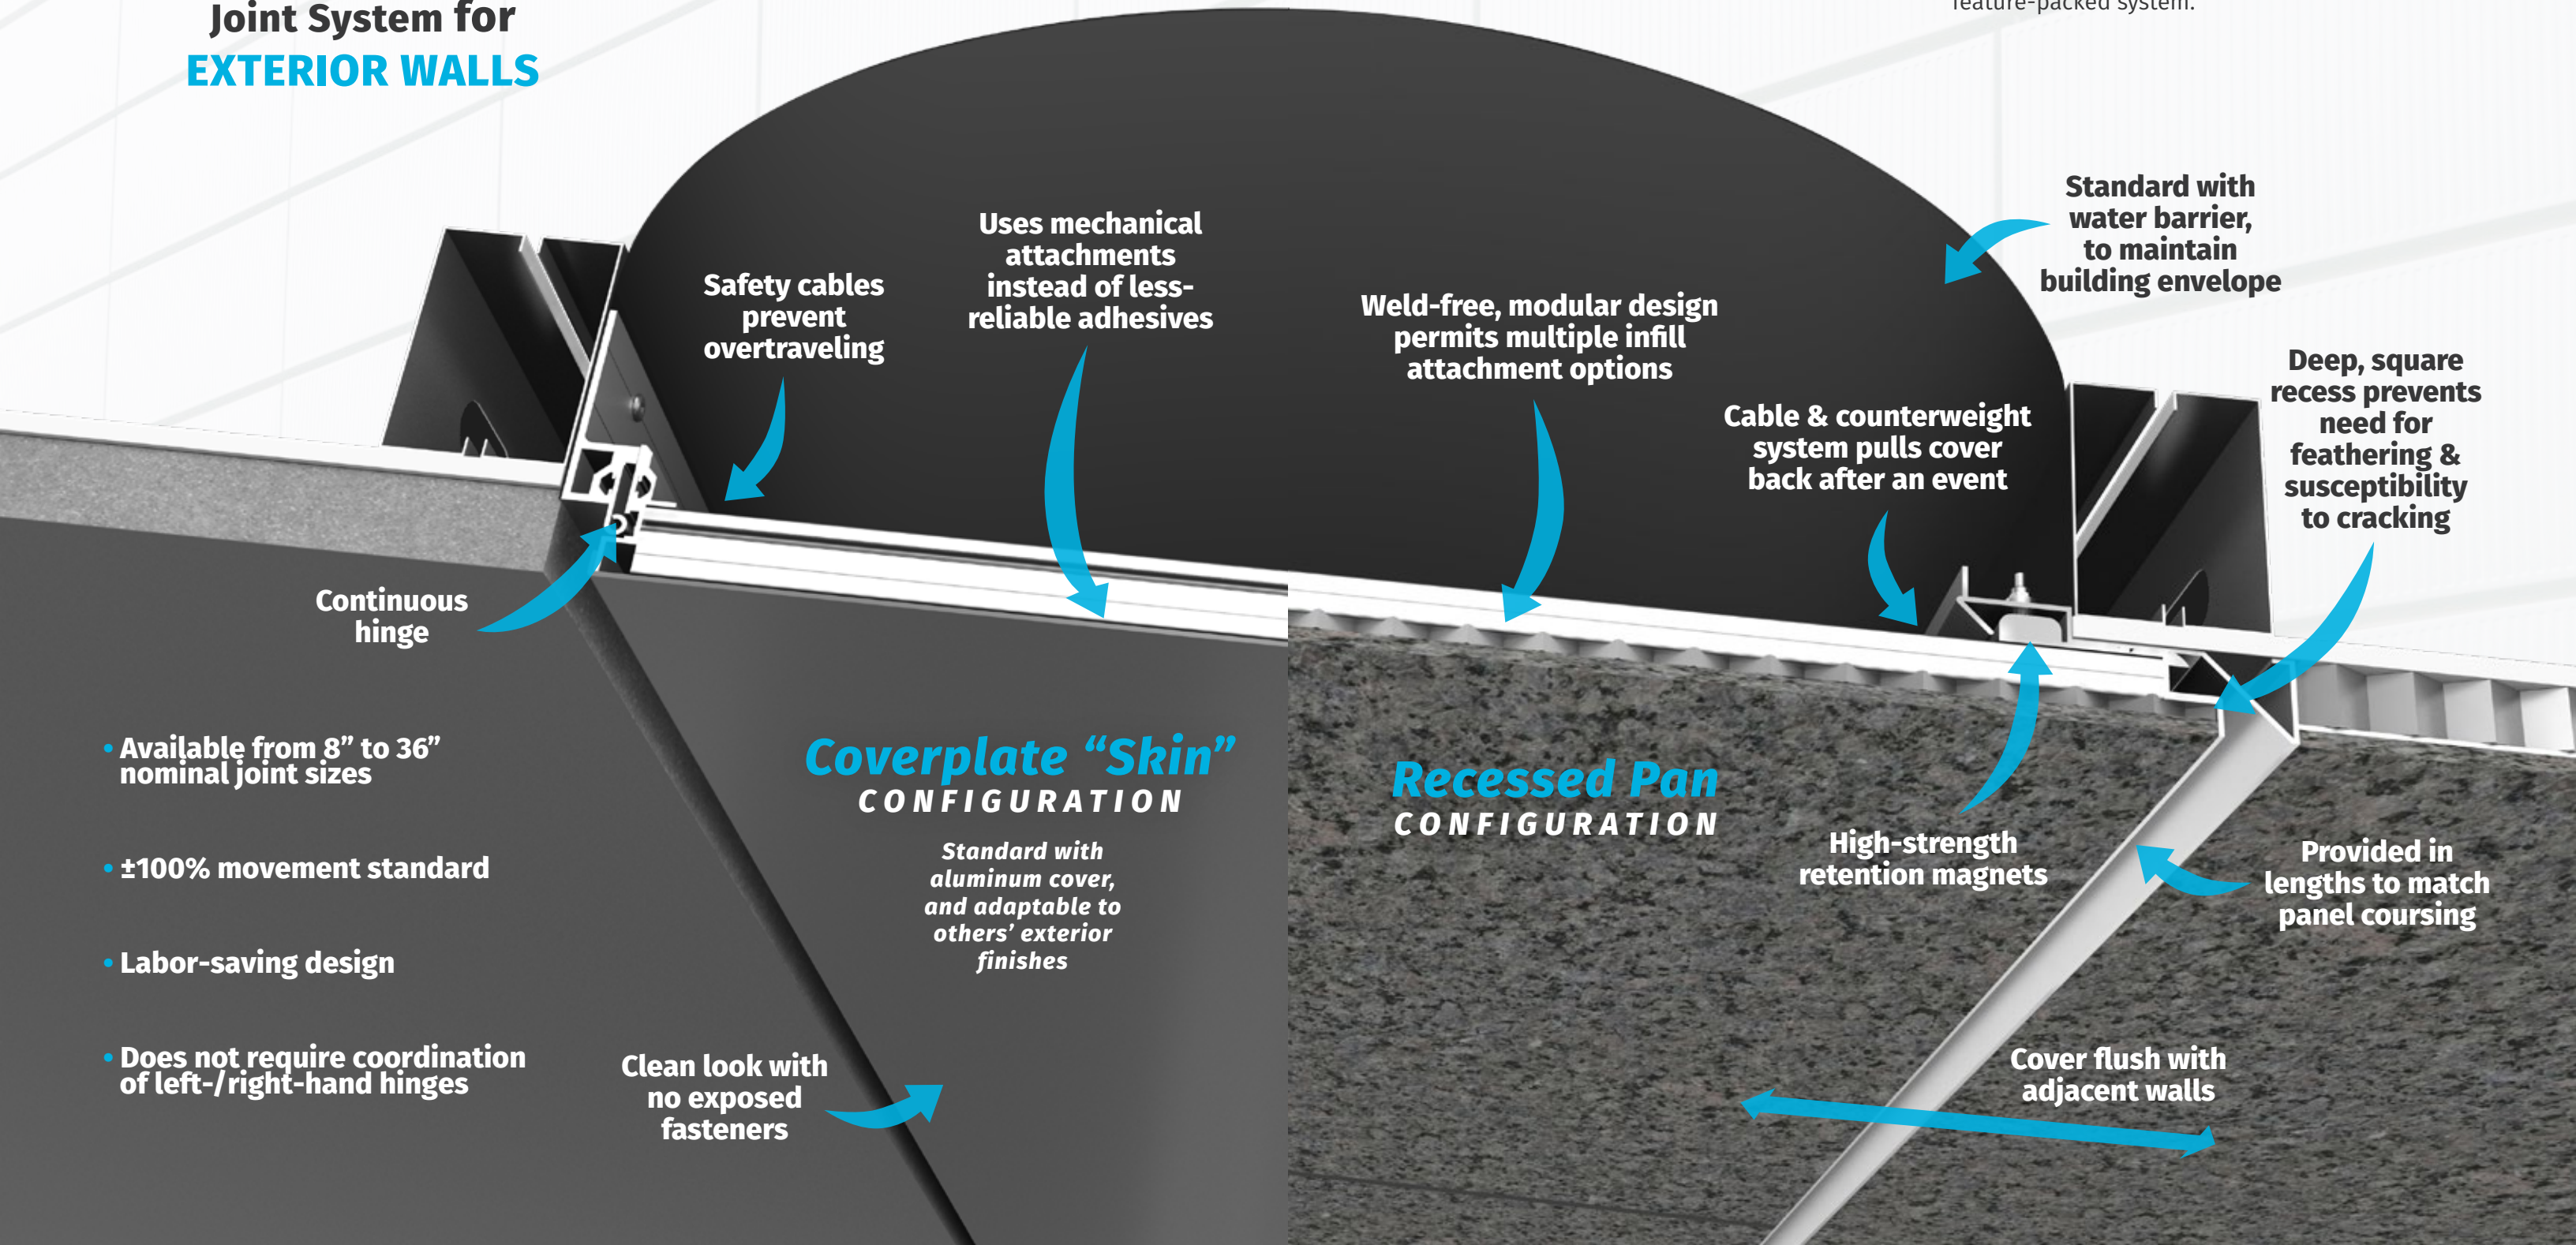 Joint System for
EXTERIOR WALLS
feature-packed system.
Standard with
water barrier,
to maintain
building envelope
Uses mechanical
attachments
instead of less-
reliable adhesives
Safety cables
prevent
overtraveling
Weld-free, modular design
permits multiple infill
attachment options
Cable & counterweight
system pulls cover
back after an event
Deep, square
recess prevents
need for
feathering &
susceptibility
to cracking
Continuous
hinge
• Available from 8” to 36”
nominal joint sizes
• ±100% movement standard
• Labor-saving design
• Does not require coordination
of left-/right-hand hinges
Coverplate “Skin”
CONFIGURATION
Standard with
aluminum cover,
and adaptable to
others’ exterior
finishes
Clean look with
no exposed
fasteners
Recessed Pan
CONFIGURATION
High-strength
retention magnets
Provided in
lengths to match
panel coursing
Cover flush with
adjacent walls